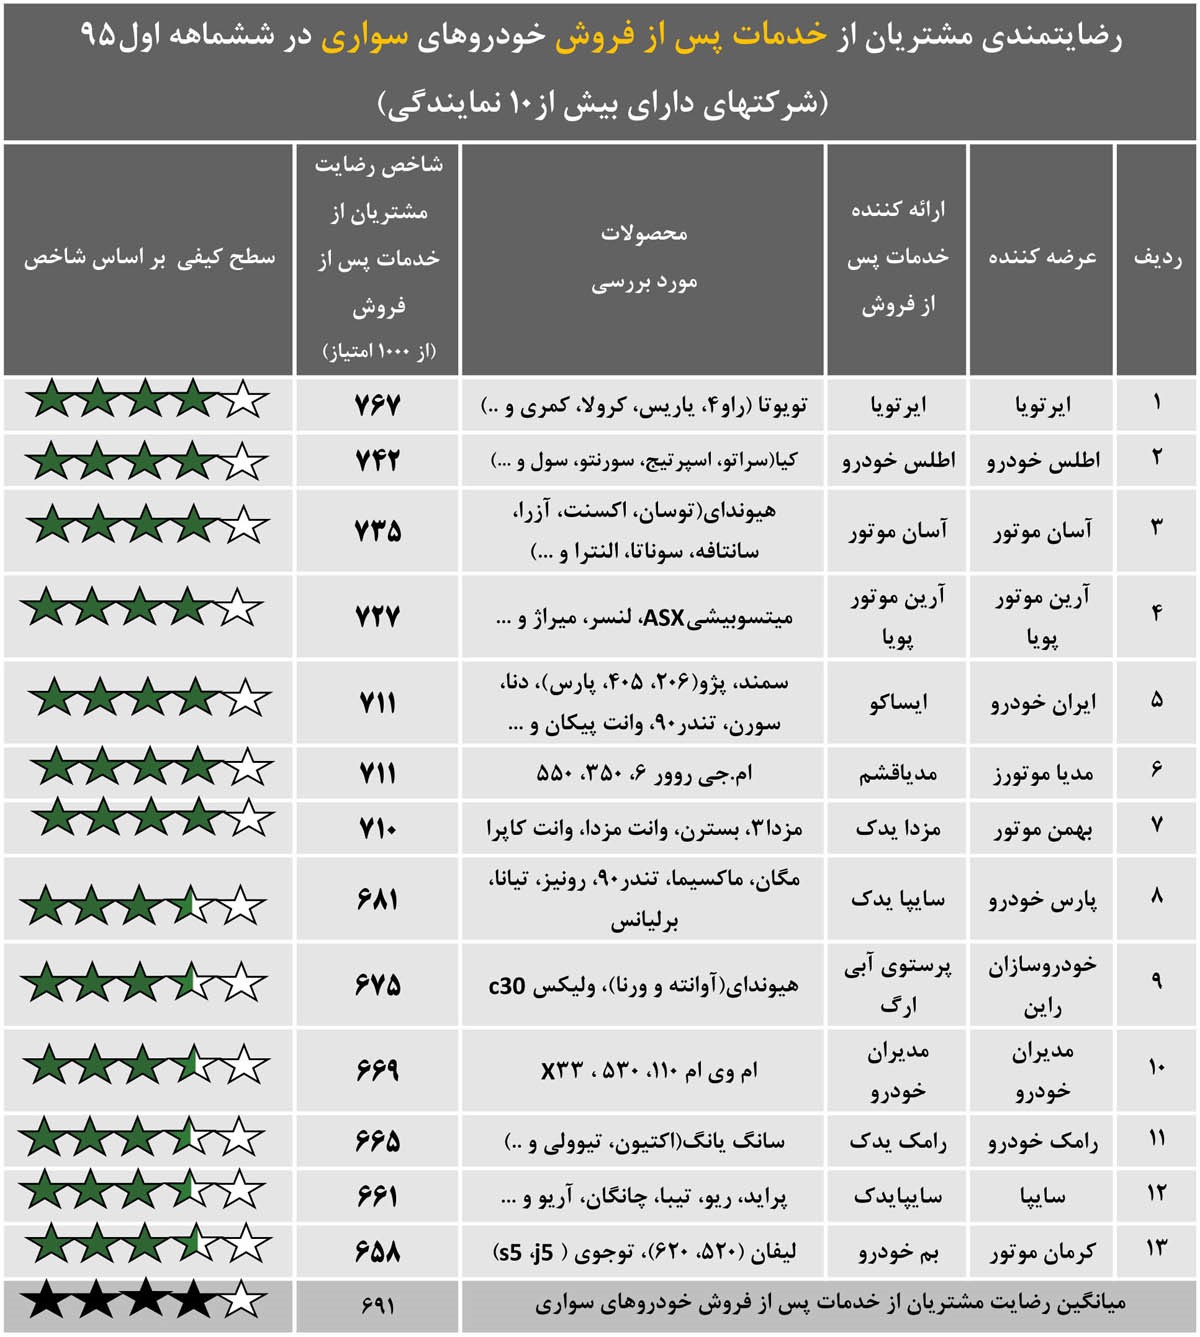 رضایتمندی مشتریان از خدمات پس از فروش خودروهای سواری در ششماهه اول۹۵
(شرکتهای دارای بیش از۱۰ نمایندگی)
ردیف
عرضه کننده
ارائه کننده
خدمات پس
از فروش
محصولات
مورد بررسی
شاخص رضایت
مشتریان از
خدمات پس از
فروش
(از ۱۰۰۰ امتیاز)
سطح کیفی بر اساس شاخص
۱ ایرتویا ایرتویا تویوتا (راو۴، یاریس، کرولا، کمری و ..) ۷۶۷
۲ اطلس خودرو اطلس خودرو کیا(سراتو، اسپرتیج، سورنتو، سول و ...) ۷۴۲
۳ آسان موتور آسان موتور هیوندای(توسان، اکسنت، آزرا،
سانتافه، سوناتا، النترا و ...) ۷۳۵
۴ آرین موتور
پویا
آرین موتور
پویا
میتسوبیشیASX، لنسر، میراژ و ... ۷۲۷
۵ ایران خودرو ایساکو سمند، پژو(۲۰۶، ۴۰۵، پارس)، دنا،
سورن، تندر۹۰، وانت پیکان و ... ۷۱۱
۶ مدیا موتورز مدیاقشم ام.جی روور ۶، ۳۵۰، ۵۵۰ ۷۱۱
۷ بهمن موتور مزدا یدک مزدا۳، بسترن، وانت مزدا، وانت کاپرا ۷۱۰
۸ پارس خودرو سایپا یدک مگان، ماکسیما، تندر۹۰، رونیز، تیانا،
برلیانس ۶۸۱
۹ خودروسازان
راین
پرستوی آبی
ارگ
هیوندای(آوانته و ورنا)، ولیکس c30 ۶۷۵
۱۰ مدیران
خودرو
مدیران
خودرو
ام وی ام ۱۱۰، ۵۳۰ ، X۳۳ ۶۶۹
۱۱ رامک خودرو رامک یدک سانگ یانگ(اکتیون، تیوولی و ..) ۶۶۵
۱۲ سایپا سایپایدک پراید، ریو، تیبا، چانگان، آریو و ... ۶۶۱
۱۳ کرمان موتور بم خودرو لیفان (۵۲۰، ۶۲۰)، توجوی ( s5 ،j5) ۶۵۸
میانگین رضایت مشتریان از خدمات پس از فروش خودروهای سواری ۶۹۱